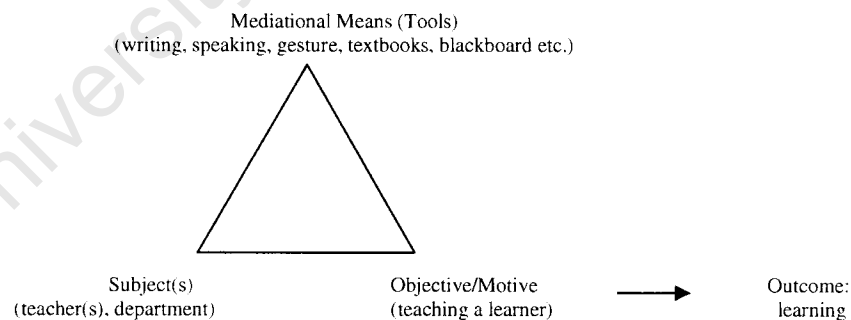 Mediational Means (Tools)
(writing, speaking, gesture, textbooks, blackboard etc.)
Subject(s)
(teacher(s), department)
Objective/Motive
(teaching a learner)
Outcome:
learning